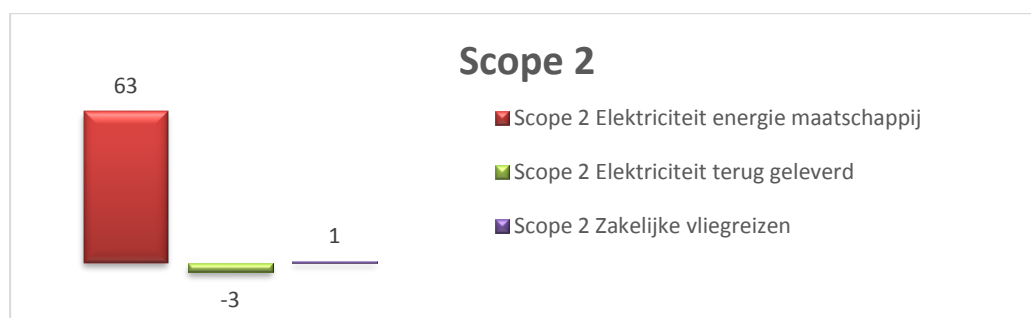 Scope 2
63
-3
1
Scope 2 Elektriciteit energie maatschappij
Scope 2 Elektriciteit terug geleverd
Scope 2 Zakelijke vliegreizen